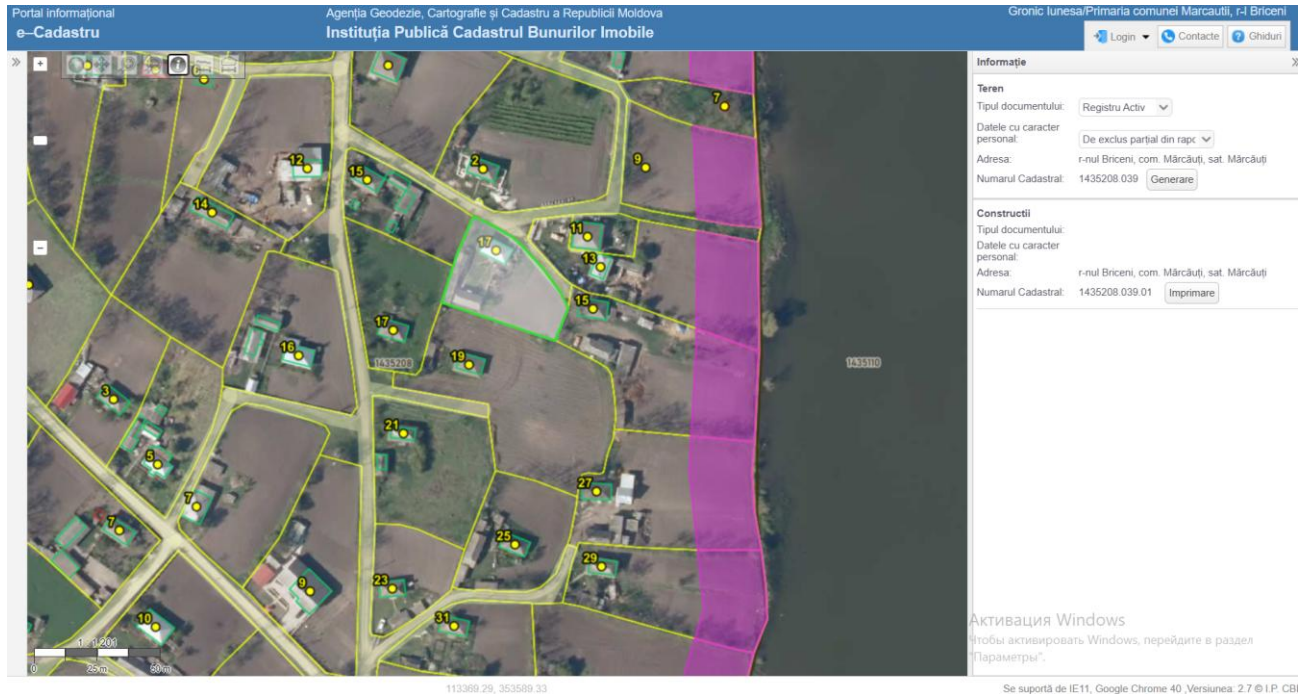 Portal informațional
Agenția Geodezie, Cartografie și Cadastru a Republicii Moldova
Gronic Iunesa/Primaria comunei Marcautii, r-l Briceni
e–Cadastru
Instituția Publică Cadastrul Bunurilor Imobile
Login
Contacte
Ghiduri
Informație
Teren
Tipul documentului:
Registru Activ
Datele cu caracter personal:
De exclus parțial din rapc
Adresa:
r-nul Briceni, com. Mărcăuți, sat. Mărcăuți
Numarul Cadastral:
1435208.039
Generare
Constructii
Tipul documentului:
Datele cu caracter personal:
Adresa:
r-nul Briceni, com. Mărcăuți, sat. Mărcăuți
Numarul Cadastral:
1435208.039.01
Imprimare
7
12
15
2
9
14
17
11
13
15
17
16
1435208
19
1435110
3
21
5
27
7
7
25
29
9
23
10
31
1 : 1,201
0
25 m
50 m
Активация Windows
Чтобы активировать Windows, перейдите в раздел
"Параметры".
113369.29, 353589.33
Se suportă de IE11, Google Chrome 40 ,Versiunea: 2.7 © I.P. CBI